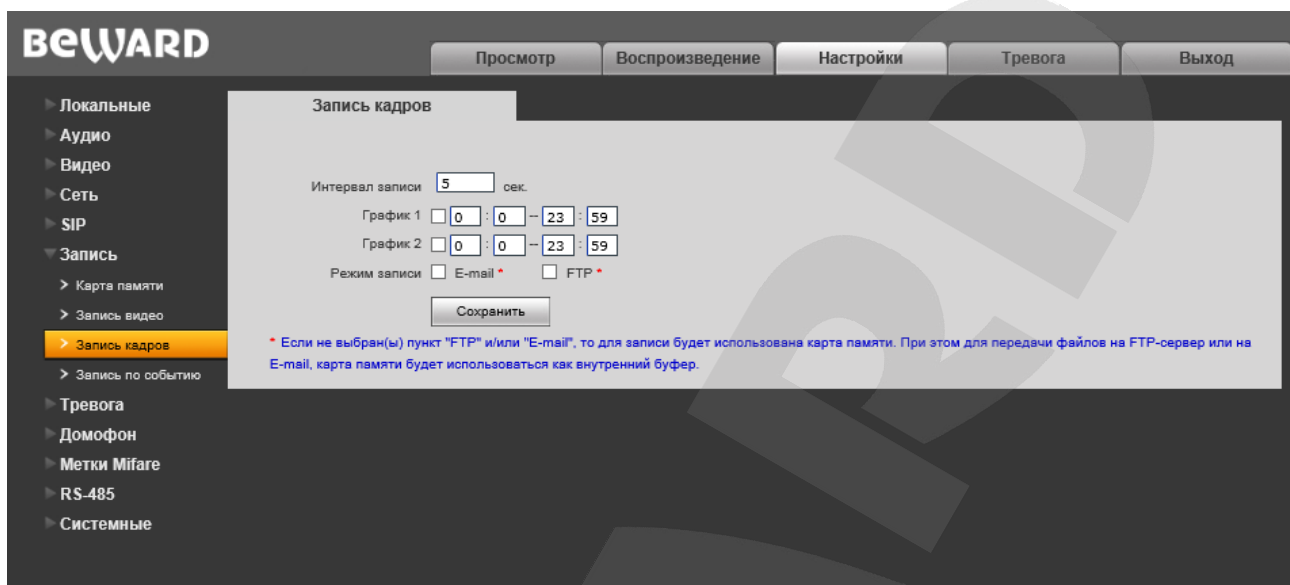 BEWARD
Просмотр Воспроизведение Настройки Тревога Выход
Локальные
Аудио
Видео
Сеть
SIP
Запись
Карта памяти
Запись видео
Запись кадров
Запись по событию
Тревога
Домофон
Метки Mifare
RS-485
Системные
Запись кадров
Интервал записи 5 сек.
График 1 0 : 0 -- 23 : 59
График 2 0 : 0 -- 23 : 59
Режим записи E-mail * FTP *
Сохранить
* Если не выбран(ы) пункт "FTP" и/или "E-mail", то для записи будет использована карта памяти. При этом для передачи файлов на FTP-сервер или на
E-mail, карта памяти будет использоваться как внутренний буфер.